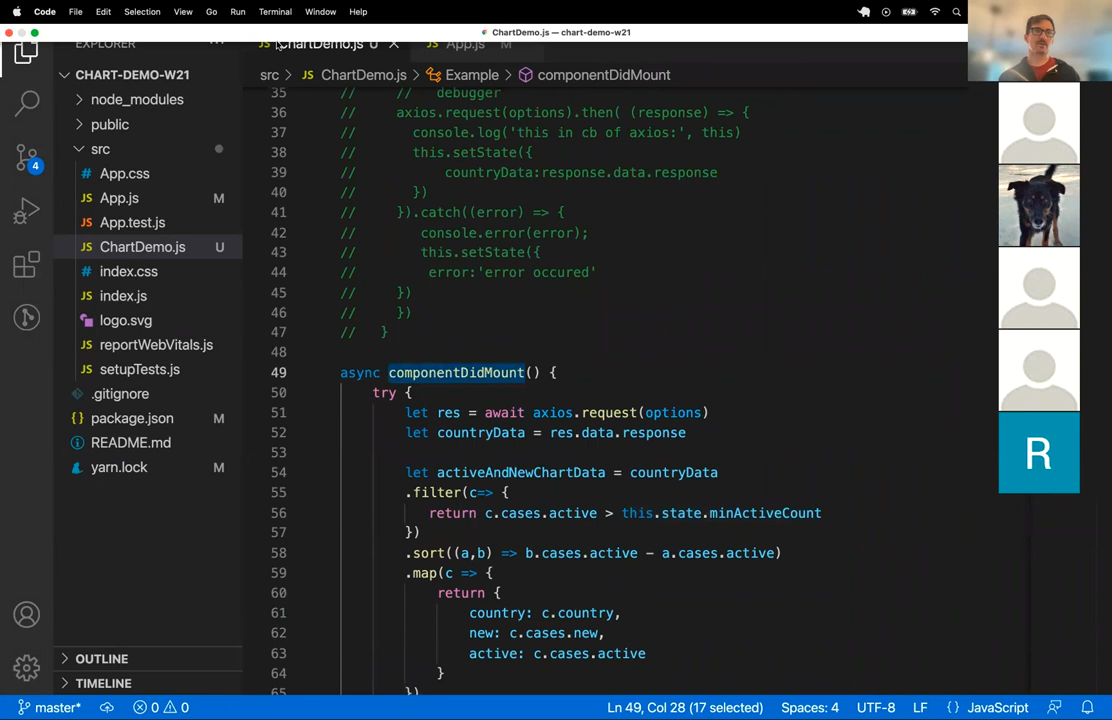 Code File Edit Selection View Go Run Terminal Window Help
ChartDemo.js — chart-demo-w21
EXPLORER
ChartDemo.js U
App.js M
CHART-DEMO-W21
node_modules
public
src
App.css
App.js M
App.test.js
ChartDemo.js U
index.css
index.js
logo.svg
reportWebVitals.js
setupTests.js
.gitignore
package.json M
README.md
yarn.lock M
OUTLINE
TIMELINE
4
JS
JS
JS
JS
JS
JS
JS
src > JS ChartDemo.js > Example > componentDidMount
35 // // debugger
36 // axios.request(options).then( (response) => {
37 // console.log('this in cb of axios:', this)
38 // this.setState({
39 // countryData:response.data.response
40 // })
41 // }).catch((error) => {
42 // console.error(error);
43 // this.setState({
44 // error:'error occured'
45 // })
46 // })
47 // }
48
49 async componentDidMount() {
50 try {
51 let res = await axios.request(options)
52 let countryData = res.data.response
53
54 let activeAndNewChartData = countryData
55 .filter(c=> {
56 return c.cases.active > this.state.minActiveCount
57 })
58 .sort((a,b) => b.cases.active - a.cases.active)
59 .map(c => {
60 return {
61 country: c.country,
62 new: c.cases.new,
63 active: c.cases.active
64 }
65 })
R
master* 0 0 Ln 49, Col 28 (17 selected) Spaces: 4 UTF-8 LF {} JavaScript